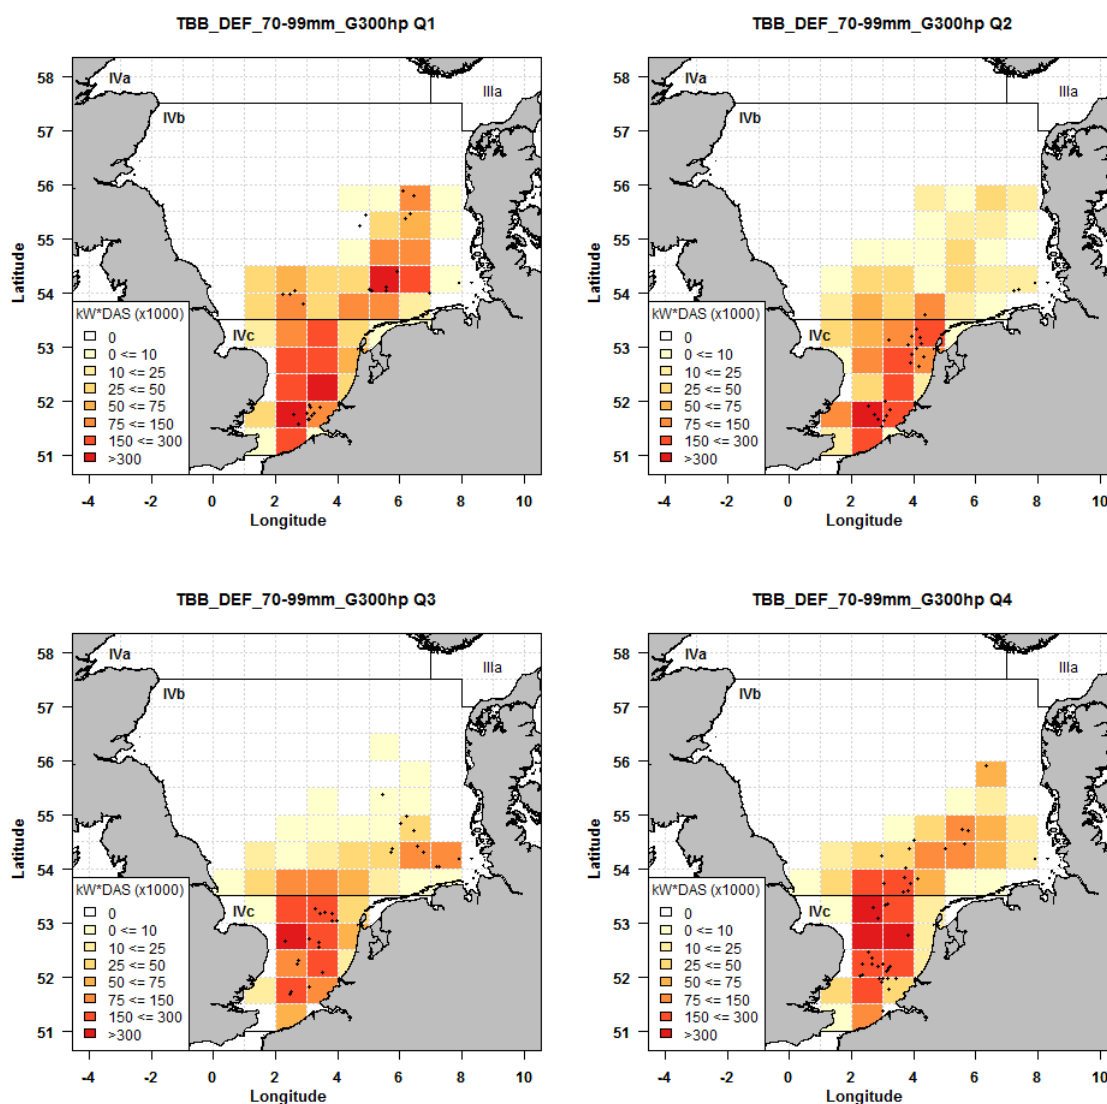 TBB_DEF_70-99mm_G300hp Q1
58
57
56
55
54
53
52
51
Latitude
IVa
IIIa
IVb
IVc
kW*DAS (x1000)
0
0 <= 10
10 <= 25
25 <= 50
50 <= 75
75 <= 150
150 <= 300
>300
-4 -2 0 2 4 6 8 10
Longitude
TBB_DEF_70-99mm_G300hp Q2
58
57
56
55
54
53
52
51
Latitude
IVa
IIIa
IVb
IVc
kW*DAS (x1000)
0
0 <= 10
10 <= 25
25 <= 50
50 <= 75
75 <= 150
150 <= 300
>300
-4 -2 0 2 4 6 8 10
Longitude
TBB_DEF_70-99mm_G300hp Q3
58
57
56
55
54
53
52
51
Latitude
IVa
IIIa
IVb
IVc
kW*DAS (x1000)
0
0 <= 10
10 <= 25
25 <= 50
50 <= 75
75 <= 150
150 <= 300
>300
-4 -2 0 2 4 6 8 10
Longitude
TBB_DEF_70-99mm_G300hp Q4
58
57
56
55
54
53
52
51
Latitude
IVa
IIIa
IVb
IVc
kW*DAS (x1000)
0
0 <= 10
10 <= 25
25 <= 50
50 <= 75
75 <= 150
150 <= 300
>300
-4 -2 0 2 4 6 8 10
Longitude